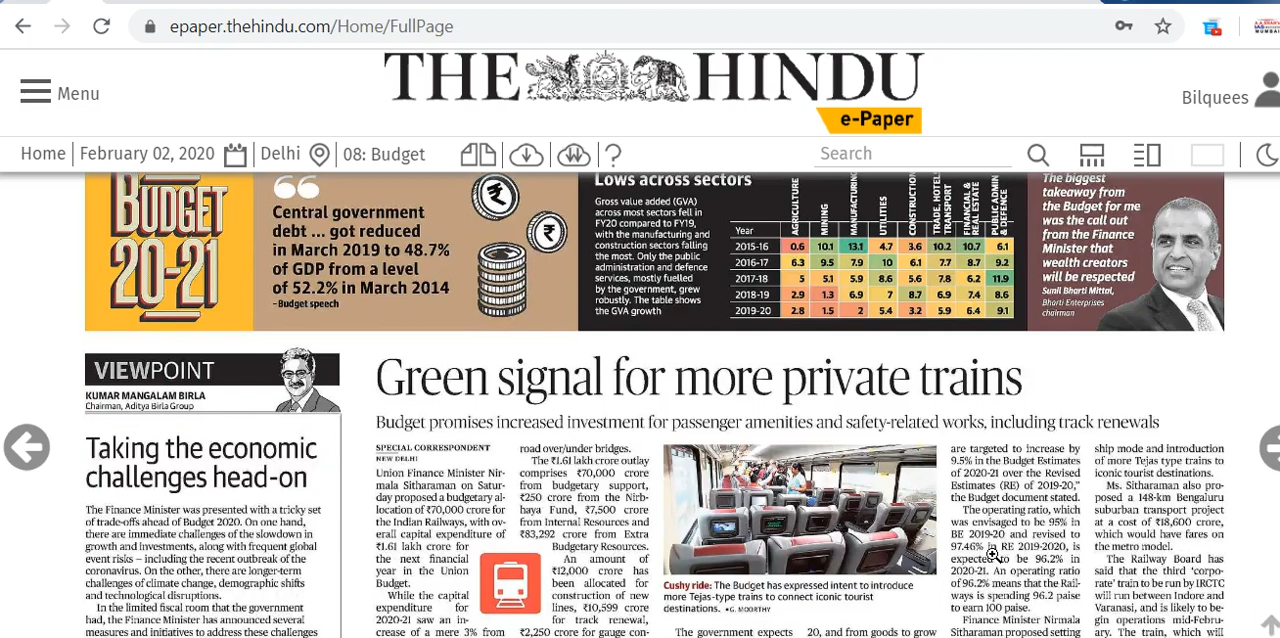 epaper.thehindu.com/Home/FullPage
Menu
THE HINDU
e-Paper
Bilquees
Home
February 02, 2020
Delhi
08: Budget
?
Search
BUDGET
20-21
Central government
debt ... got reduced
in March 2019 to 48.7%
of GDP from a level
of 52.2% in March 2014
–Budget speech
Lows across sectors
Gross value added (GVA)
across most sectors fell in
FY20 compared to FY19,
with the manufacturing and
construction sectors falling
the most. Only the public
administration and defence
services, mostly fuelled
by the government, grew
robustly. The table shows
the GVA growth
Year AGRICULTURE MINING MANUFACTURING UTILITIES CONSTRUCTION TRADE, HOTEL TRANSPORT FINANCIAL & REAL ESTATE PUBLIC ADMIN & DEFENCE
2015-16 0.6 10.1 13.1 4.7 3.6 10.2 10.7 6.1
2016-17 6.3 9.5 7.9 10 6.1 7.7 8.7 9.2
2017-18 5 5.1 5.9 8.6 5.6 7.8 6.2 11.9
2018-19 2.9 1.3 6.9 7 8.7 6.9 7.4 8.6
2019-20 2.8 1.5 2 5.4 3.2 5.9 6.4 9.1
The biggest
takeaway from
the Budget for me
was the call out
from the Finance
Minister that
wealth creators
will be respected
Sunil Bharti Mittal,
Bharti Enterprises
chairman
VIEWPOINT
KUMAR MANGALAM BIRLA
Chairman, Aditya Birla Group
Taking the economic
challenges head-on
The Finance Minister was presented with a tricky set
of trade-offs ahead of Budget 2020. On one hand,
there are immediate challenges of the slowdown in
growth and investments, along with frequent global
event risks – including the recent outbreak of the
coronavirus. On the other, there are longer-term
challenges of climate change, demographic shifts
and technological disruptions.
In the limited fiscal room that the government
had, the Finance Minister has announced several
measures and initiatives to address these challenges
Green signal for more private trains
Budget promises increased investment for passenger amenities and safety-related works, including track renewals
SPECIAL CORRESPONDENT
NEW DELHI
Union Finance Minister Nir-
mala Sitharaman on Satur-
day proposed a budgetary al-
location of ₹70,000 crore
for the Indian Railways, with ov-
erall capital expenditure of
₹1.61 lakh crore for
the next financial
year in the Union
Budget.
While the capital
expenditure for
2020-21 saw an in-
crease of a mere 3% from
road over/under bridges.
The ₹1.61 lakh crore outlay
comprises ₹70,000 crore
from budgetary support,
₹250 crore from the Nirb-
haya Fund, ₹7,500 crore
from Internal Resources and
₹83,292 crore from Extra
Budgetary Resources.
An amount of
₹12,000 crore has
been allocated for
construction of new
lines, ₹10,599 crore
for track renewal,
₹2,250 crore for gauge con-
Cushy ride: The Budget has expressed intent to introduce
more Tejas-type trains to connect iconic tourist
destinations. •G. MOORTHY
The government expects
20, and from goods to grow
are targeted to increase by
9.5% in the Budget Estimates
of 2020-21 over the Revised
Estimates (RE) of 2019-20,"
the Budget document stated.
The operating ratio, which
was envisaged to be 95% in
BE 2019-20 and revised to
97.46% in RE 2019-2020, is
expected to be 96.2% in
2020-21. An operating ratio
of 96.2% means that the Rail-
ways is spending 96.2 paise
to earn 100 paise.
Finance Minister Nirmala
Sitharaman proposed setting
ship mode and introduction
of more Tejas type trains to
iconic tourist destinations.
Ms. Sitharaman also pro-
posed a 148-km Bengaluru
suburban transport project
at a cost of ₹18,600 crore,
which would have fares on
the metro model.
The Railway Board has
said that the third 'corpo-
rate' train to be run by IRCTC
will run between Indore and
Varanasi, and is likely to be-
gin operations mid-Febru-
ary. The train, which will